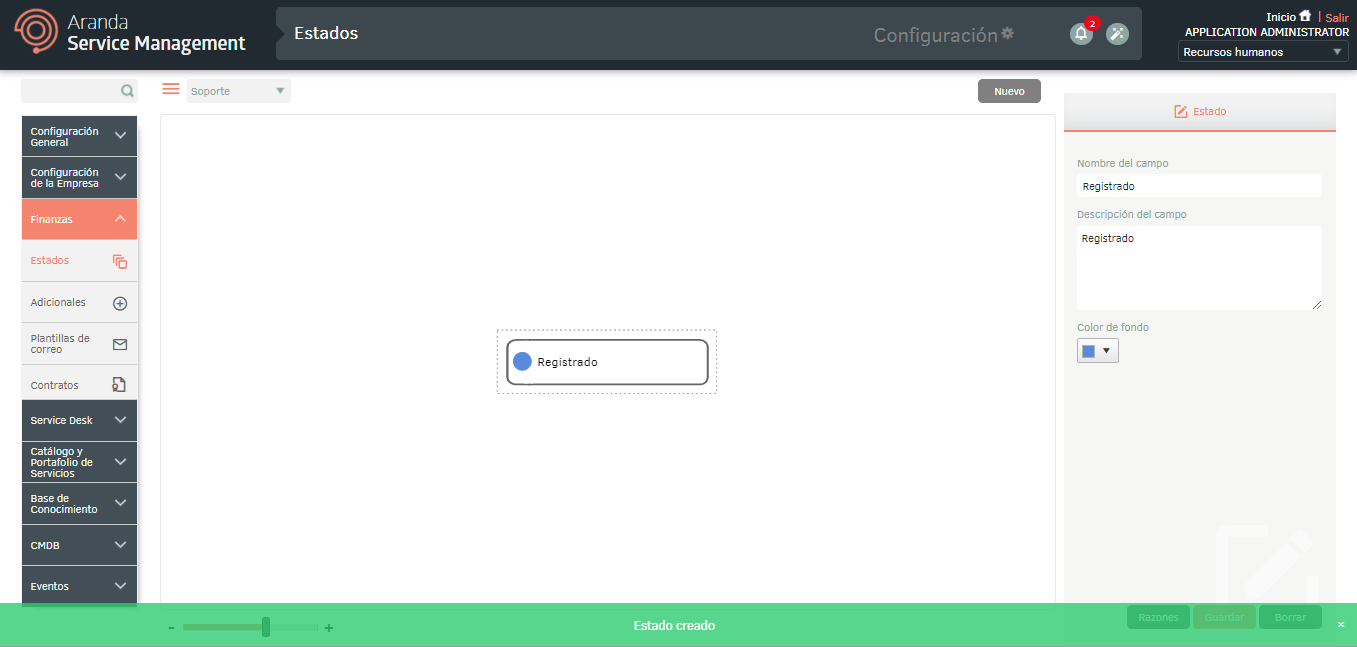 Aranda
Service Management
Estados
Configuración
2
Inicio | Salir
APPLICATION ADMINISTRATOR
Recursos humanos
Soporte
Nuevo
Configuración
General
Configuración
de la Empresa
Finanzas
Estados
Adicionales
Plantillas de
correo
Contratos
Service Desk
Catálogo y
Portafolio de
Servicios
Base de
Conocimiento
CMDB
Eventos
Registrado
Estado
Nombre del campo
Registrado
Descripción del campo
Registrado
Color de fondo
Razones
Guardar
Borrar
- +
Estado creado
×